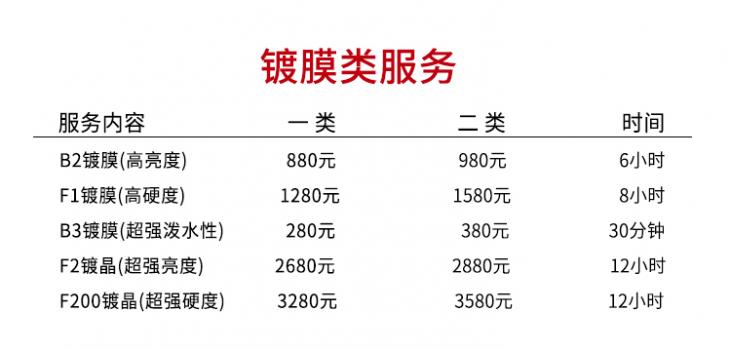 镀膜类服务
服务内容 一 类 二 类 时间
B2镀膜(高亮度) 880元 980元 6小时
F1镀膜(高硬度) 1280元 1580元 8小时
B3镀膜(超强泼水性) 280元 380元 30分钟
F2镀晶(超强亮度) 2680元 2880元 12小时
F200镀晶(超强硬度) 3280元 3580元 12小时